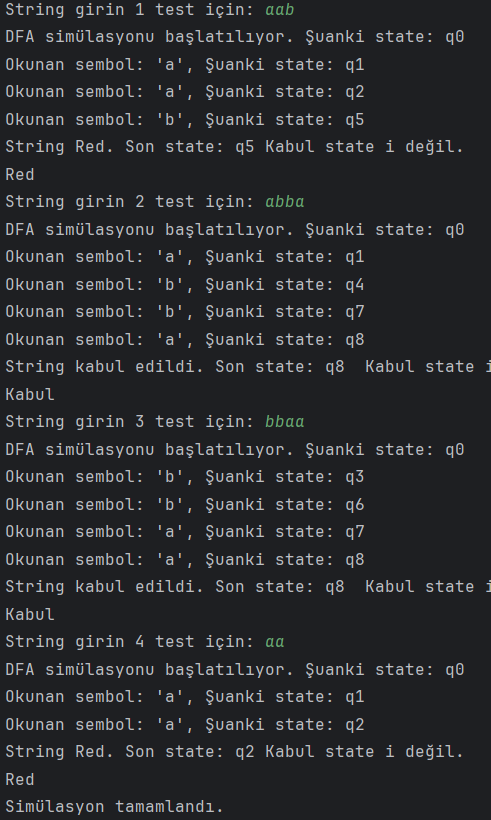 String girin 1 test için: aab
DFA simülasyonu başlatılıyor. Şuanki state: q0
Okunan sembol: 'a', Şuanki state: q1
Okunan sembol: 'a', Şuanki state: q2
Okunan sembol: 'b', Şuanki state: q5
String Red. Son state: q5 Kabul state i değil.
Red
String girin 2 test için: abba
DFA simülasyonu başlatılıyor. Şuanki state: q0
Okunan sembol: 'a', Şuanki state: q1
Okunan sembol: 'b', Şuanki state: q4
Okunan sembol: 'b', Şuanki state: q7
Okunan sembol: 'a', Şuanki state: q8
String kabul edildi. Son state: q8  Kabul state i
Kabul
String girin 3 test için: bbaa
DFA simülasyonu başlatılıyor. Şuanki state: q0
Okunan sembol: 'b', Şuanki state: q3
Okunan sembol: 'b', Şuanki state: q6
Okunan sembol: 'a', Şuanki state: q7
Okunan sembol: 'a', Şuanki state: q8
String kabul edildi. Son state: q8  Kabul state i
Kabul
String girin 4 test için: aa
DFA simülasyonu başlatılıyor. Şuanki state: q0
Okunan sembol: 'a', Şuanki state: q1
Okunan sembol: 'a', Şuanki state: q2
String Red. Son state: q2 Kabul state i değil.
Red
Simülasyon tamamlandı.